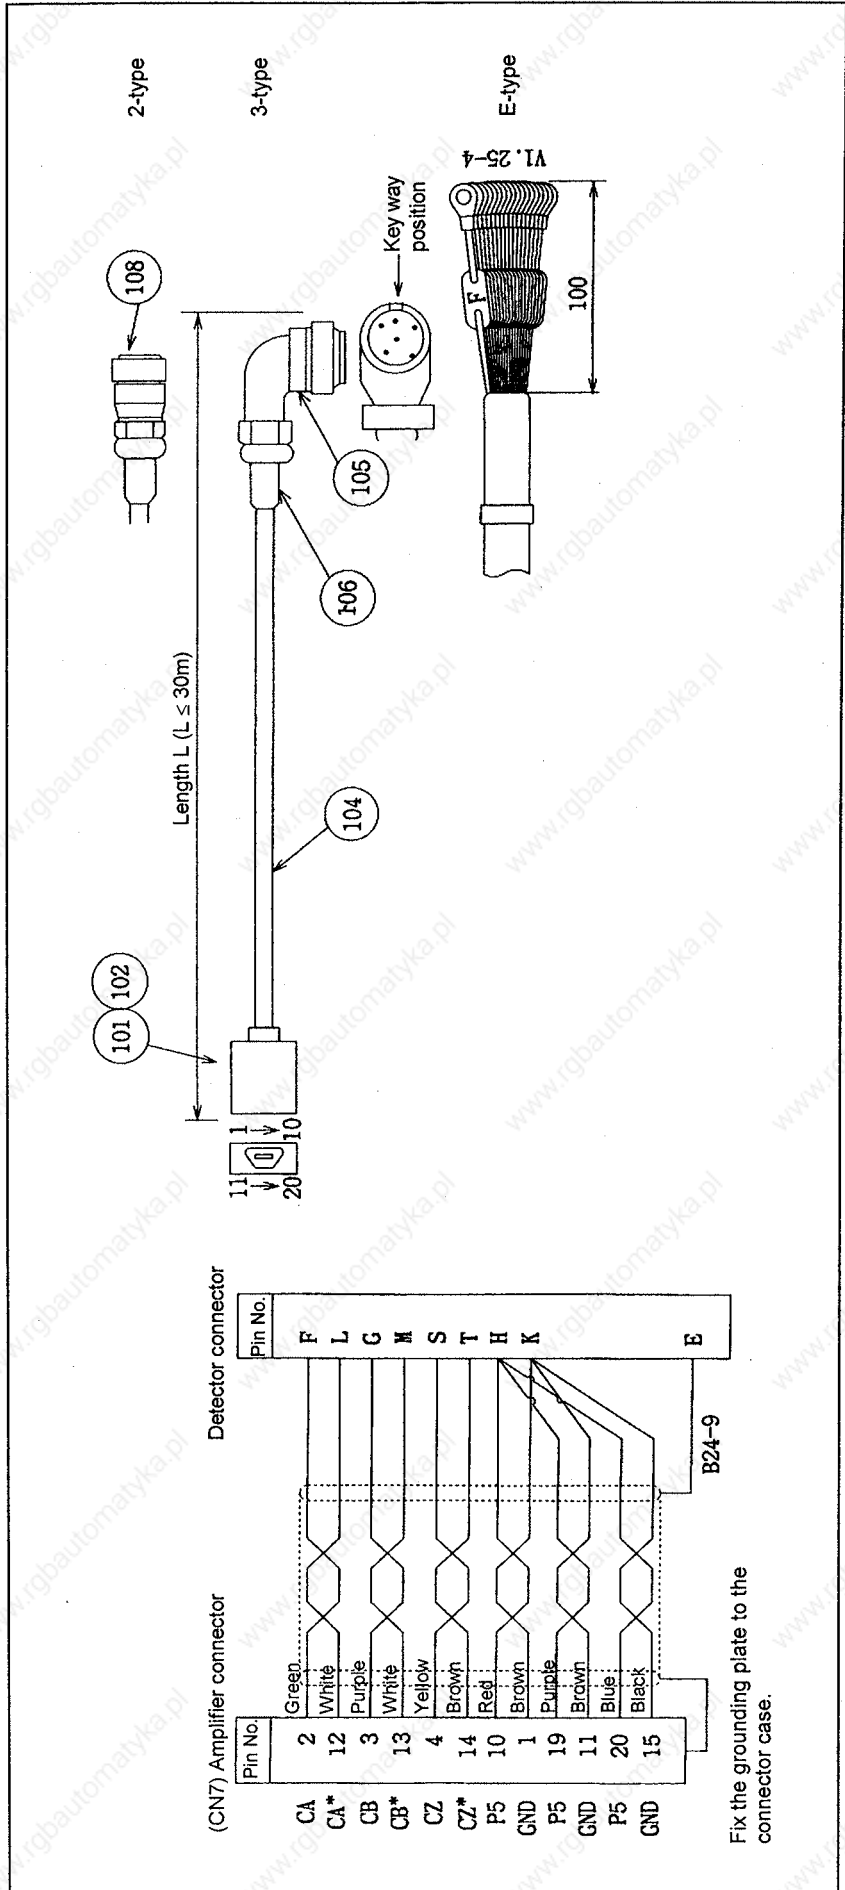 2-type
108
Length L (L ≤ 30m)
3-type
101 102
104
106
105
Key way
position
1
10
11
20
E-type
V1.25-4
F
100
(CN7) Amplifier connector
Detector connector
Pin No. Pin No.
CA 2 Green F
CA* 12 White L
CB 3 Purple G
CB* 13 White M
CZ 4 Yellow S
CZ* 14 Brown T
P5 10 Red H
GND 1 Brown K
P5 19 Purple
GND 11 Brown
P5 20 Blue
GND 15 Black
E
B24-9
Fix the grounding plate to the
connector case.
www.rgbautomatyka.pl